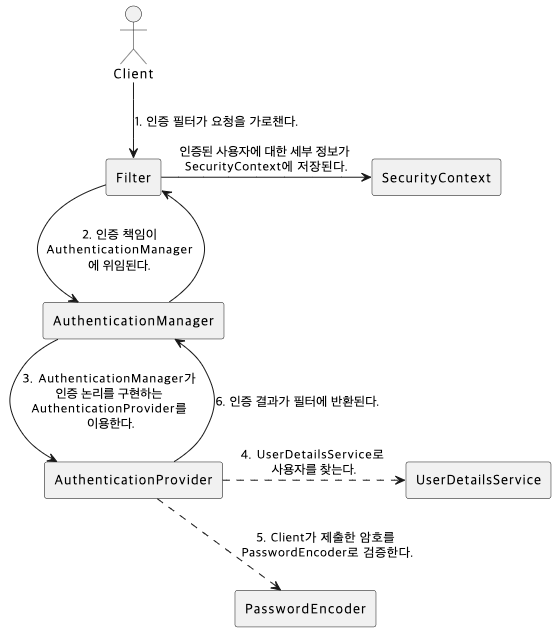 Client
1. 인증 필터가 요청을 가로챈다.
인증된 사용자에 대한 세부 정보가
SecurityContext에 저장된다.
Filter
SecurityContext
2. 인증 책임이
AuthenticationManager
에 위임된다.
AuthenticationManager
3. AuthenticationManager가
인증 논리를 구현하는
AuthenticationProvider를
이용한다.
6. 인증 결과가 필터에 반환된다.
AuthenticationProvider
4. UserDetailsService로
사용자를 찾는다.
UserDetailsService
5. Client가 제출한 암호를
PasswordEncoder로 검증한다.
PasswordEncoder